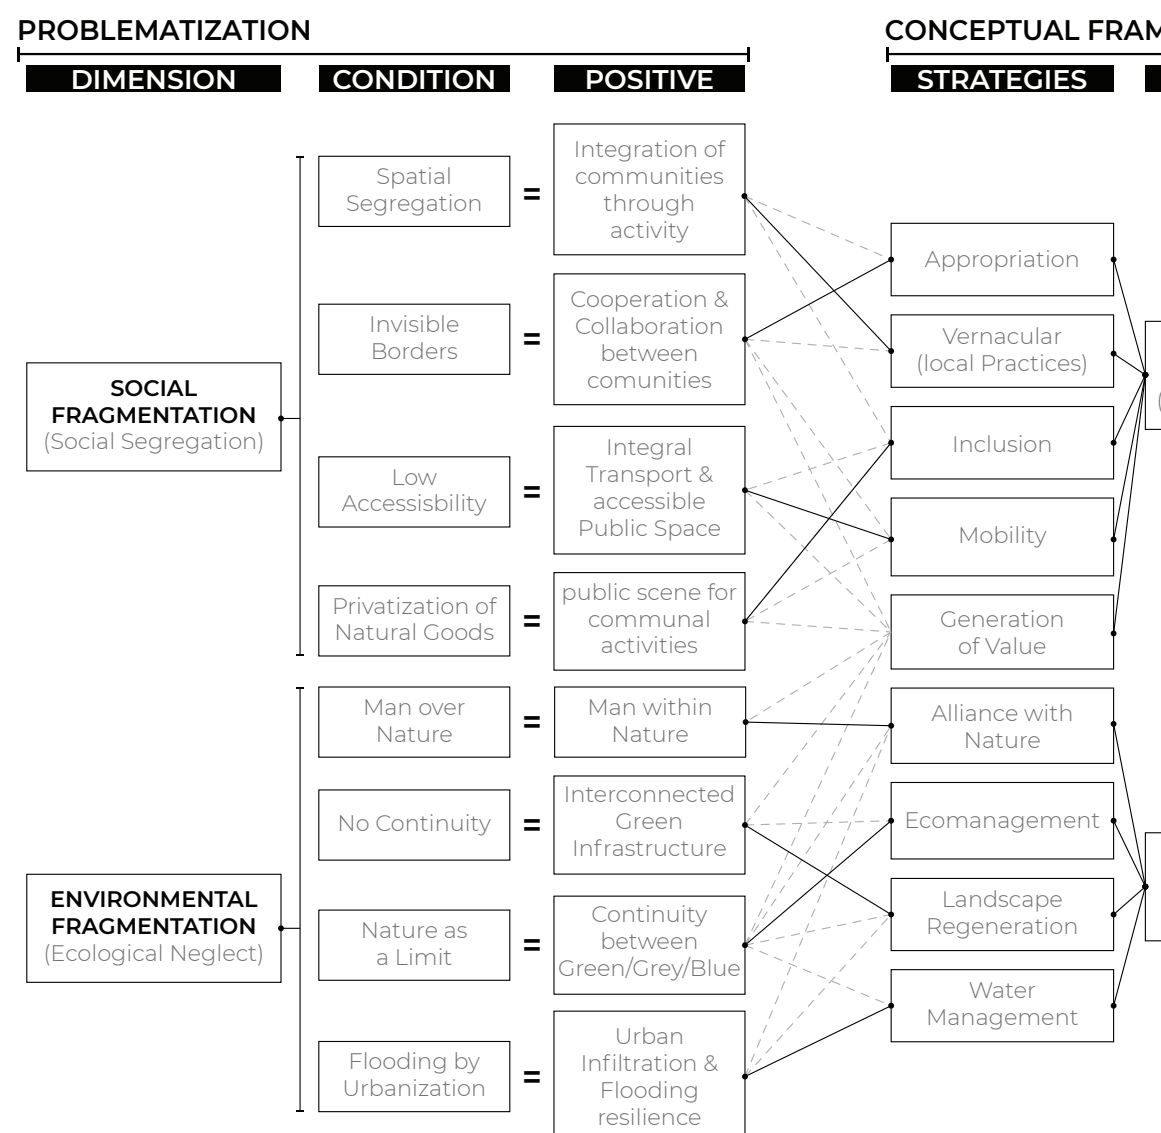 PROBLEMATIZATION
CONCEPTUAL FRAM
DIMENSION
CONDITION
POSITIVE
STRATEGIES
SOCIAL
FRAGMENTATION
(Social Segregation)
Spatial
Segregation
=
Integration of
communities
through
activity
Invisible
Borders
=
Cooperation &
Collaboration
between
comunities
Low
Accessisbility
=
Integral
Transport &
accessible
Public Space
Privatization of
Natural Goods
=
public scene for
communal
activities
ENVIRONMENTAL
FRAGMENTATION
(Ecological Neglect)
Man over
Nature
=
Man within
Nature
No Continuity
=
Interconnected
Green
Infrastructure
Nature as
a Limit
=
Continuity
between
Green/Grey/Blue
Flooding by
Urbanization
=
Urban
Infiltration &
Flooding
resilience
Appropriation
Vernacular
(local Practices)
Inclusion
Mobility
Generation
of Value
Alliance with
Nature
Ecomanagement
Landscape
Regeneration
Water
Management
(